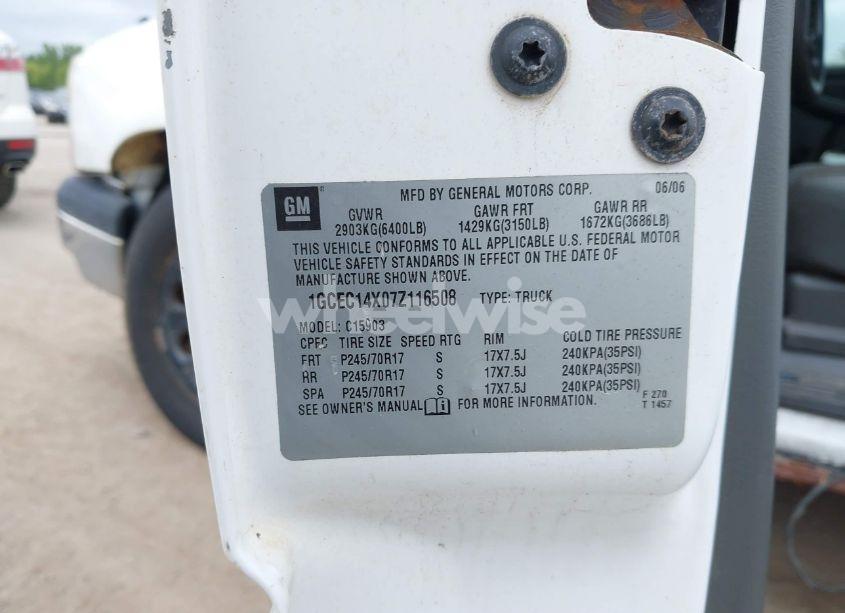 GM
MFD BY GENERAL MOTORS CORP. 06/06
GVWR GAWR FRT GAWR RR
2903KG(6400LB) 1429KG(3150LB) 1672KG(3686LB)
THIS VEHICLE CONFORMS TO ALL APPLICABLE U.S. FEDERAL MOTOR
VEHICLE SAFETY STANDARDS IN EFFECT ON THE DATE OF
MANUFACTURE SHOWN ABOVE.
1GCEC14X07Z116508 TYPE: TRUCK
wheelwise
MODEL: C15903
CPEC TIRE SIZE SPEED RTG RIM COLD TIRE PRESSURE
FRT P245/70R17 S 17X7.5J 240KPA(35PSI)
RR P245/70R17 S 17X7.5J 240KPA(35PSI)
SPA P245/70R17 S 17X7.5J 240KPA(35PSI)
SEE OWNER'S MANUAL FOR MORE INFORMATION.
F 270
T 1457